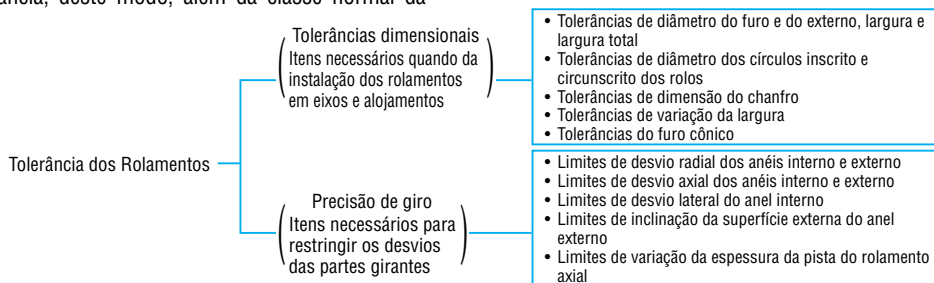 ância, deste modo, além da classe normal da
Tolerância dos Rolamentos
Tolerâncias dimensionais
Itens necessários quando da
instalação dos rolamentos
em eixos e alojamentos
• Tolerâncias de diâmetro do furo e do externo, largura e
largura total
• Tolerâncias de diâmetro dos círculos inscrito e
circunscrito dos rolos
• Tolerâncias de dimensão do chanfro
• Tolerâncias de variação da largura
• Tolerâncias do furo cônico
Precisão de giro
Itens necessários para
restringir os desvios
das partes girantes
• Limites de desvio radial dos anéis interno e externo
• Limites de desvio axial dos anéis interno e externo
• Limites de desvio lateral do anel interno
• Limites de inclinação da superfície externa do anel
externo
• Limites de variação da espessura da pista do rolamento
axial